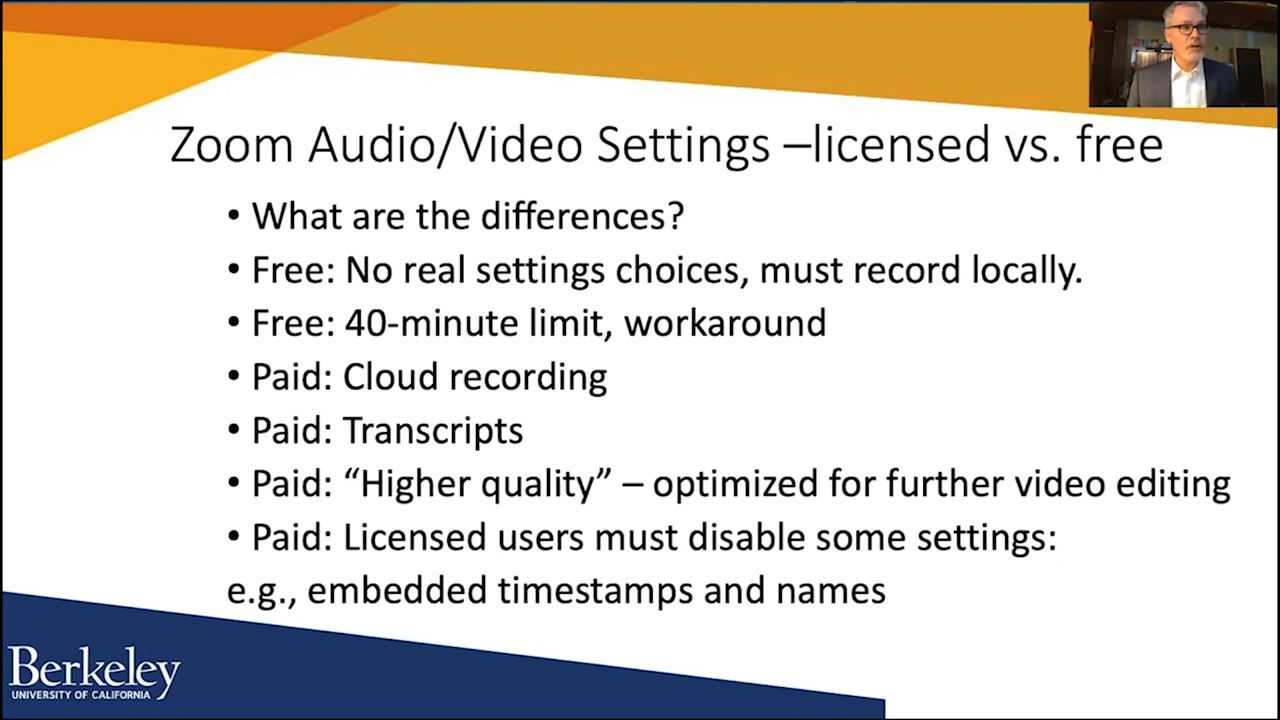 Zoom Audio/Video Settings –licensed vs. free
• What are the differences?
• Free: No real settings choices, must record locally.
• Free: 40-minute limit, workaround
• Paid: Cloud recording
• Paid: Transcripts
• Paid: “Higher quality” – optimized for further video editing
• Paid: Licensed users must disable some settings:
e.g., embedded timestamps and names
Berkeley
UNIVERSITY OF CALIFORNIA